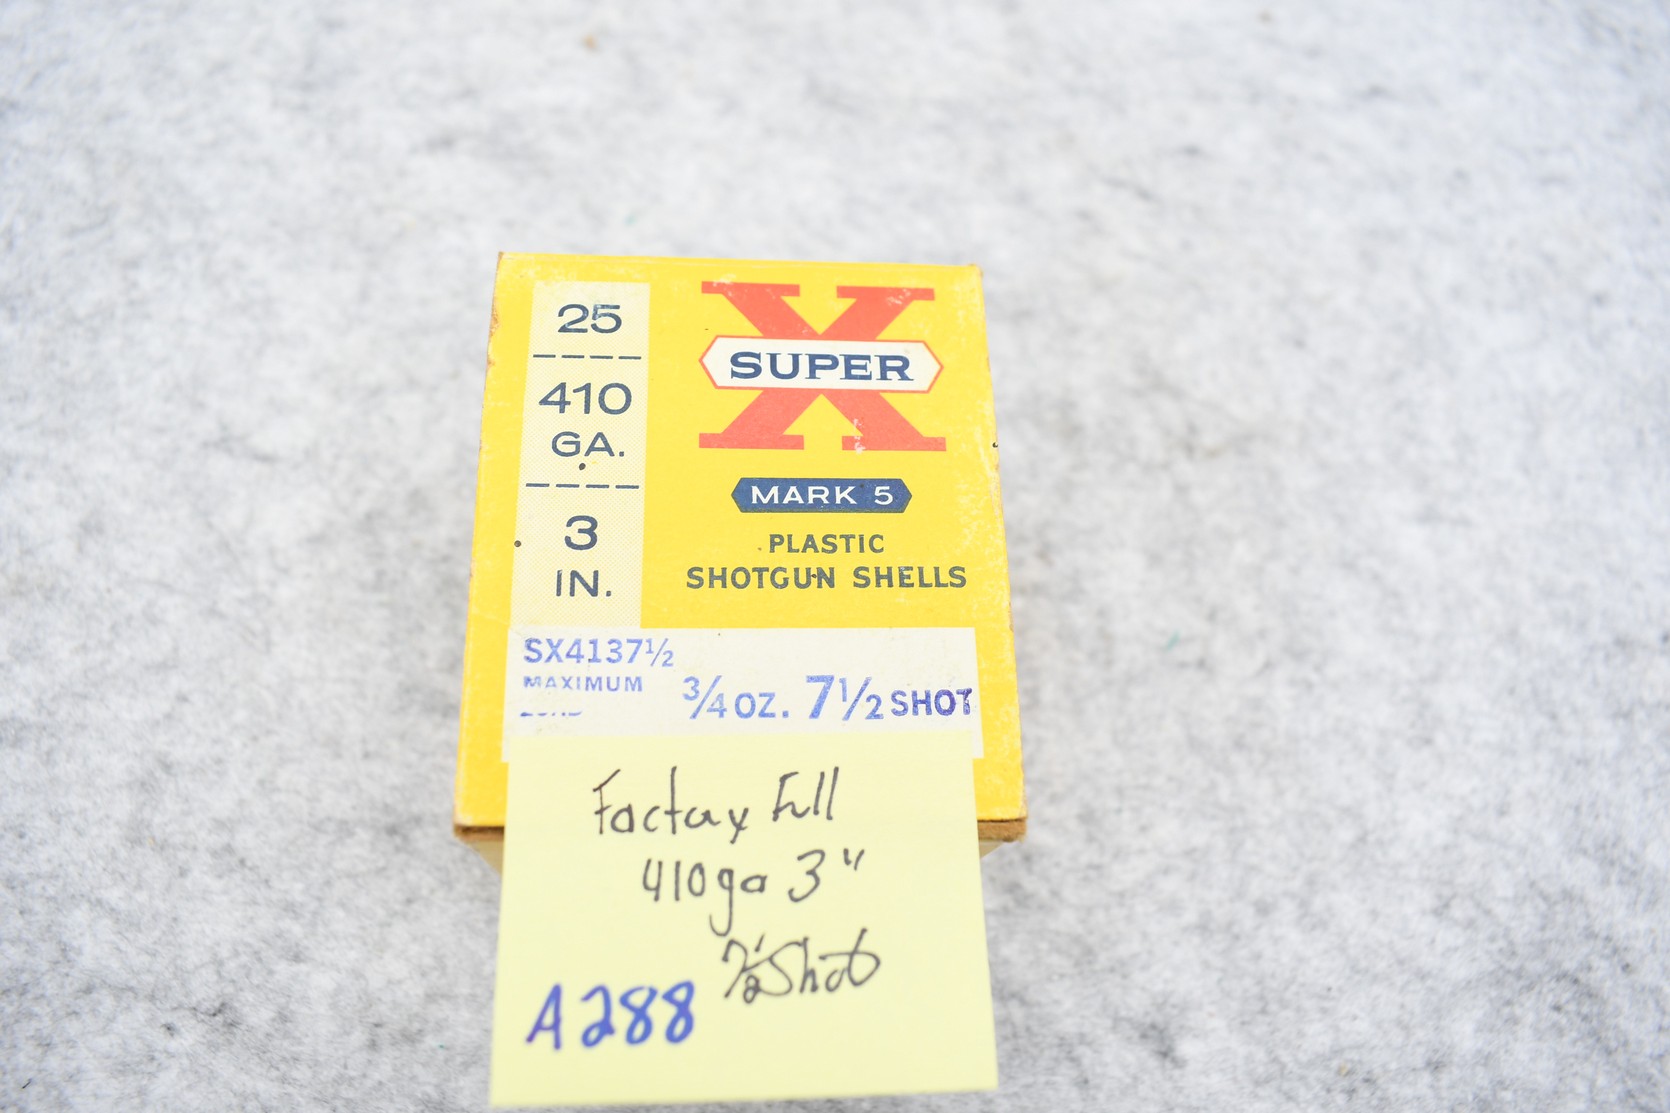 25
410
GA.
3
IN.
X
SUPER
MARK 5
PLASTIC
SHOTGUN SHELLS
SX4137½
MAXIMUM
¾ OZ. 7½ SHOT
Factory Full
410ga 3"
7½ Shot
A288